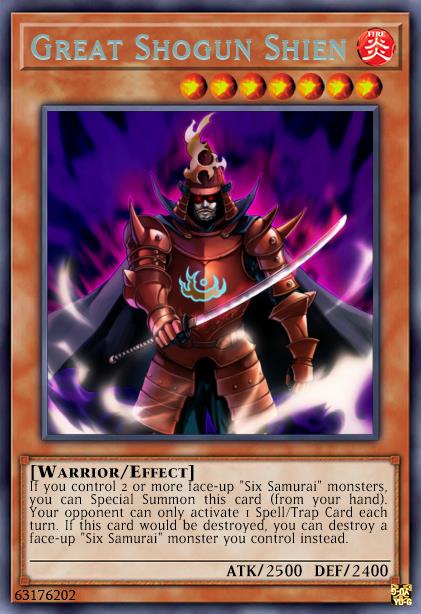 GREAT SHOGUN SHIEN
FIRE
炎
[WARRIOR/EFFECT]
If you control 2 or more face-up "Six Samurai" monsters,
you can Special Summon this card (from your hand).
Your opponent can only activate 1 Spell/Trap Card each
turn. If this card would be destroyed, you can destroy a
face-up "Six Samurai" monster you control instead.
ATK/2500 DEF/2400
63176202